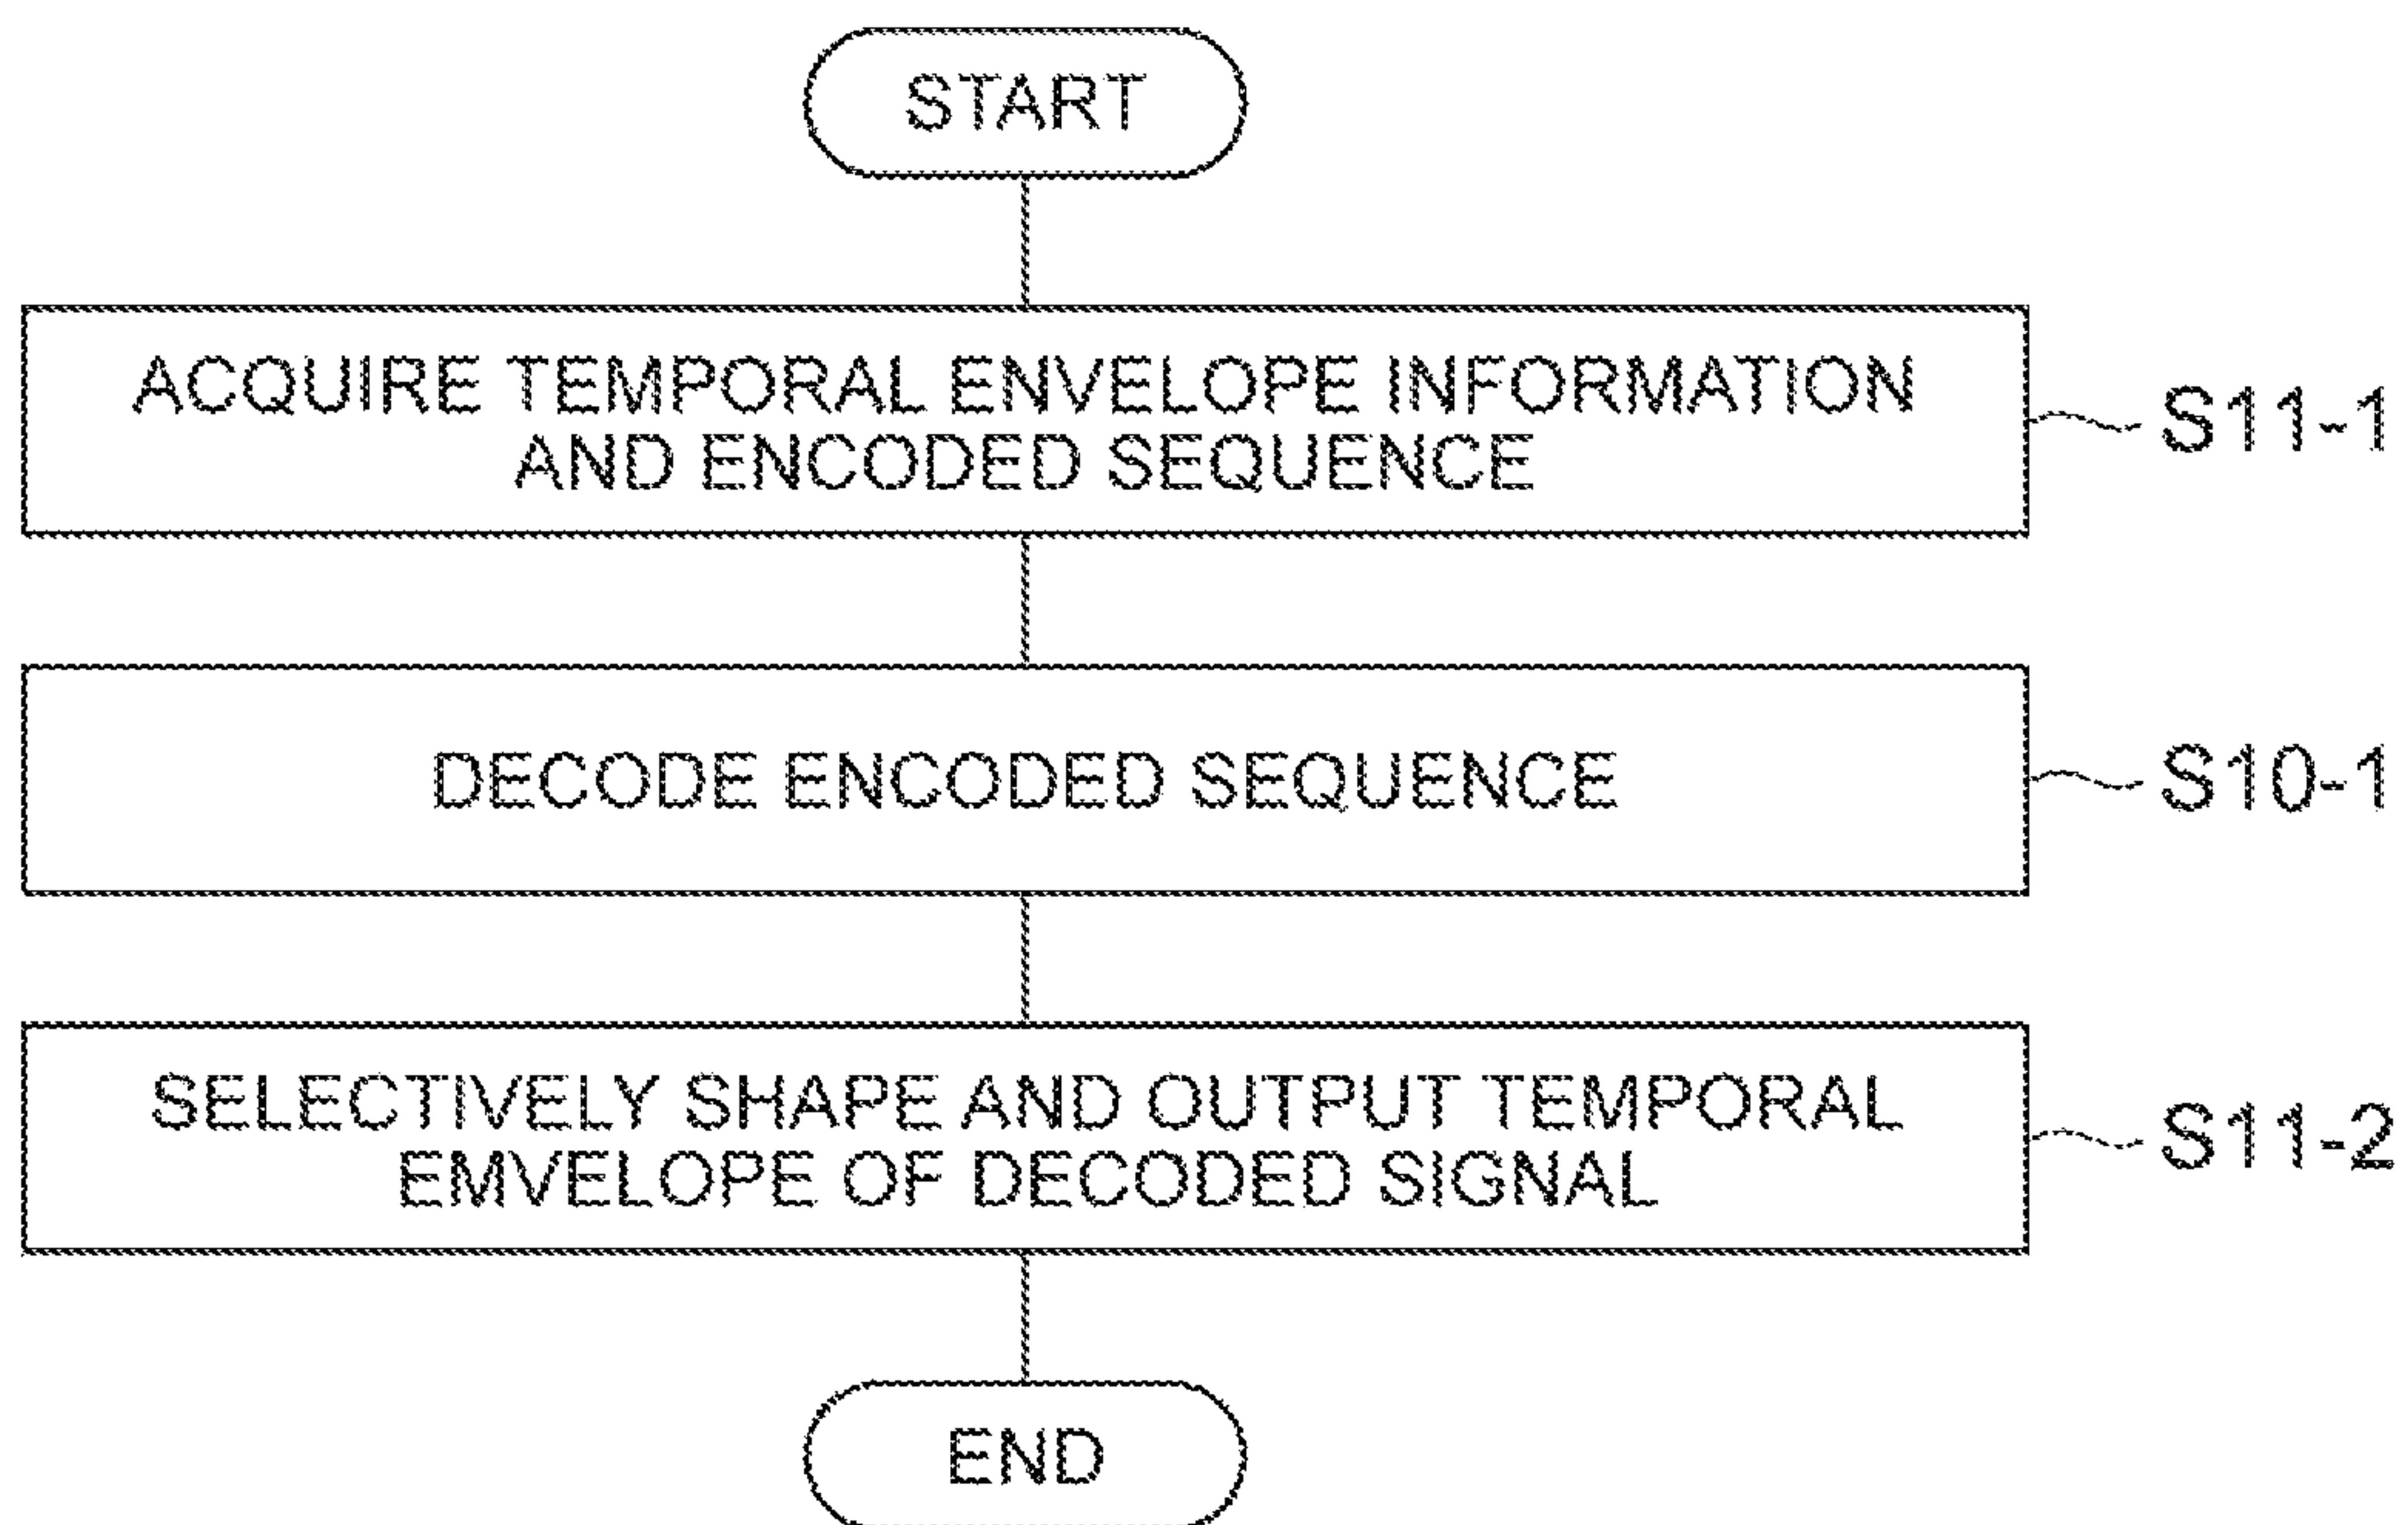 START
ACQUIRE TEMPORAL ENVELOPE INFORMATION
AND ENCODED SEQUENCE
S11-1
DECODE ENCODED SEQUENCE
S10-1
SELECTIVELY SHAPE AND OUTPUT TEMPORAL
EMVELOPE OF DECODED SIGNAL
S11-2
END